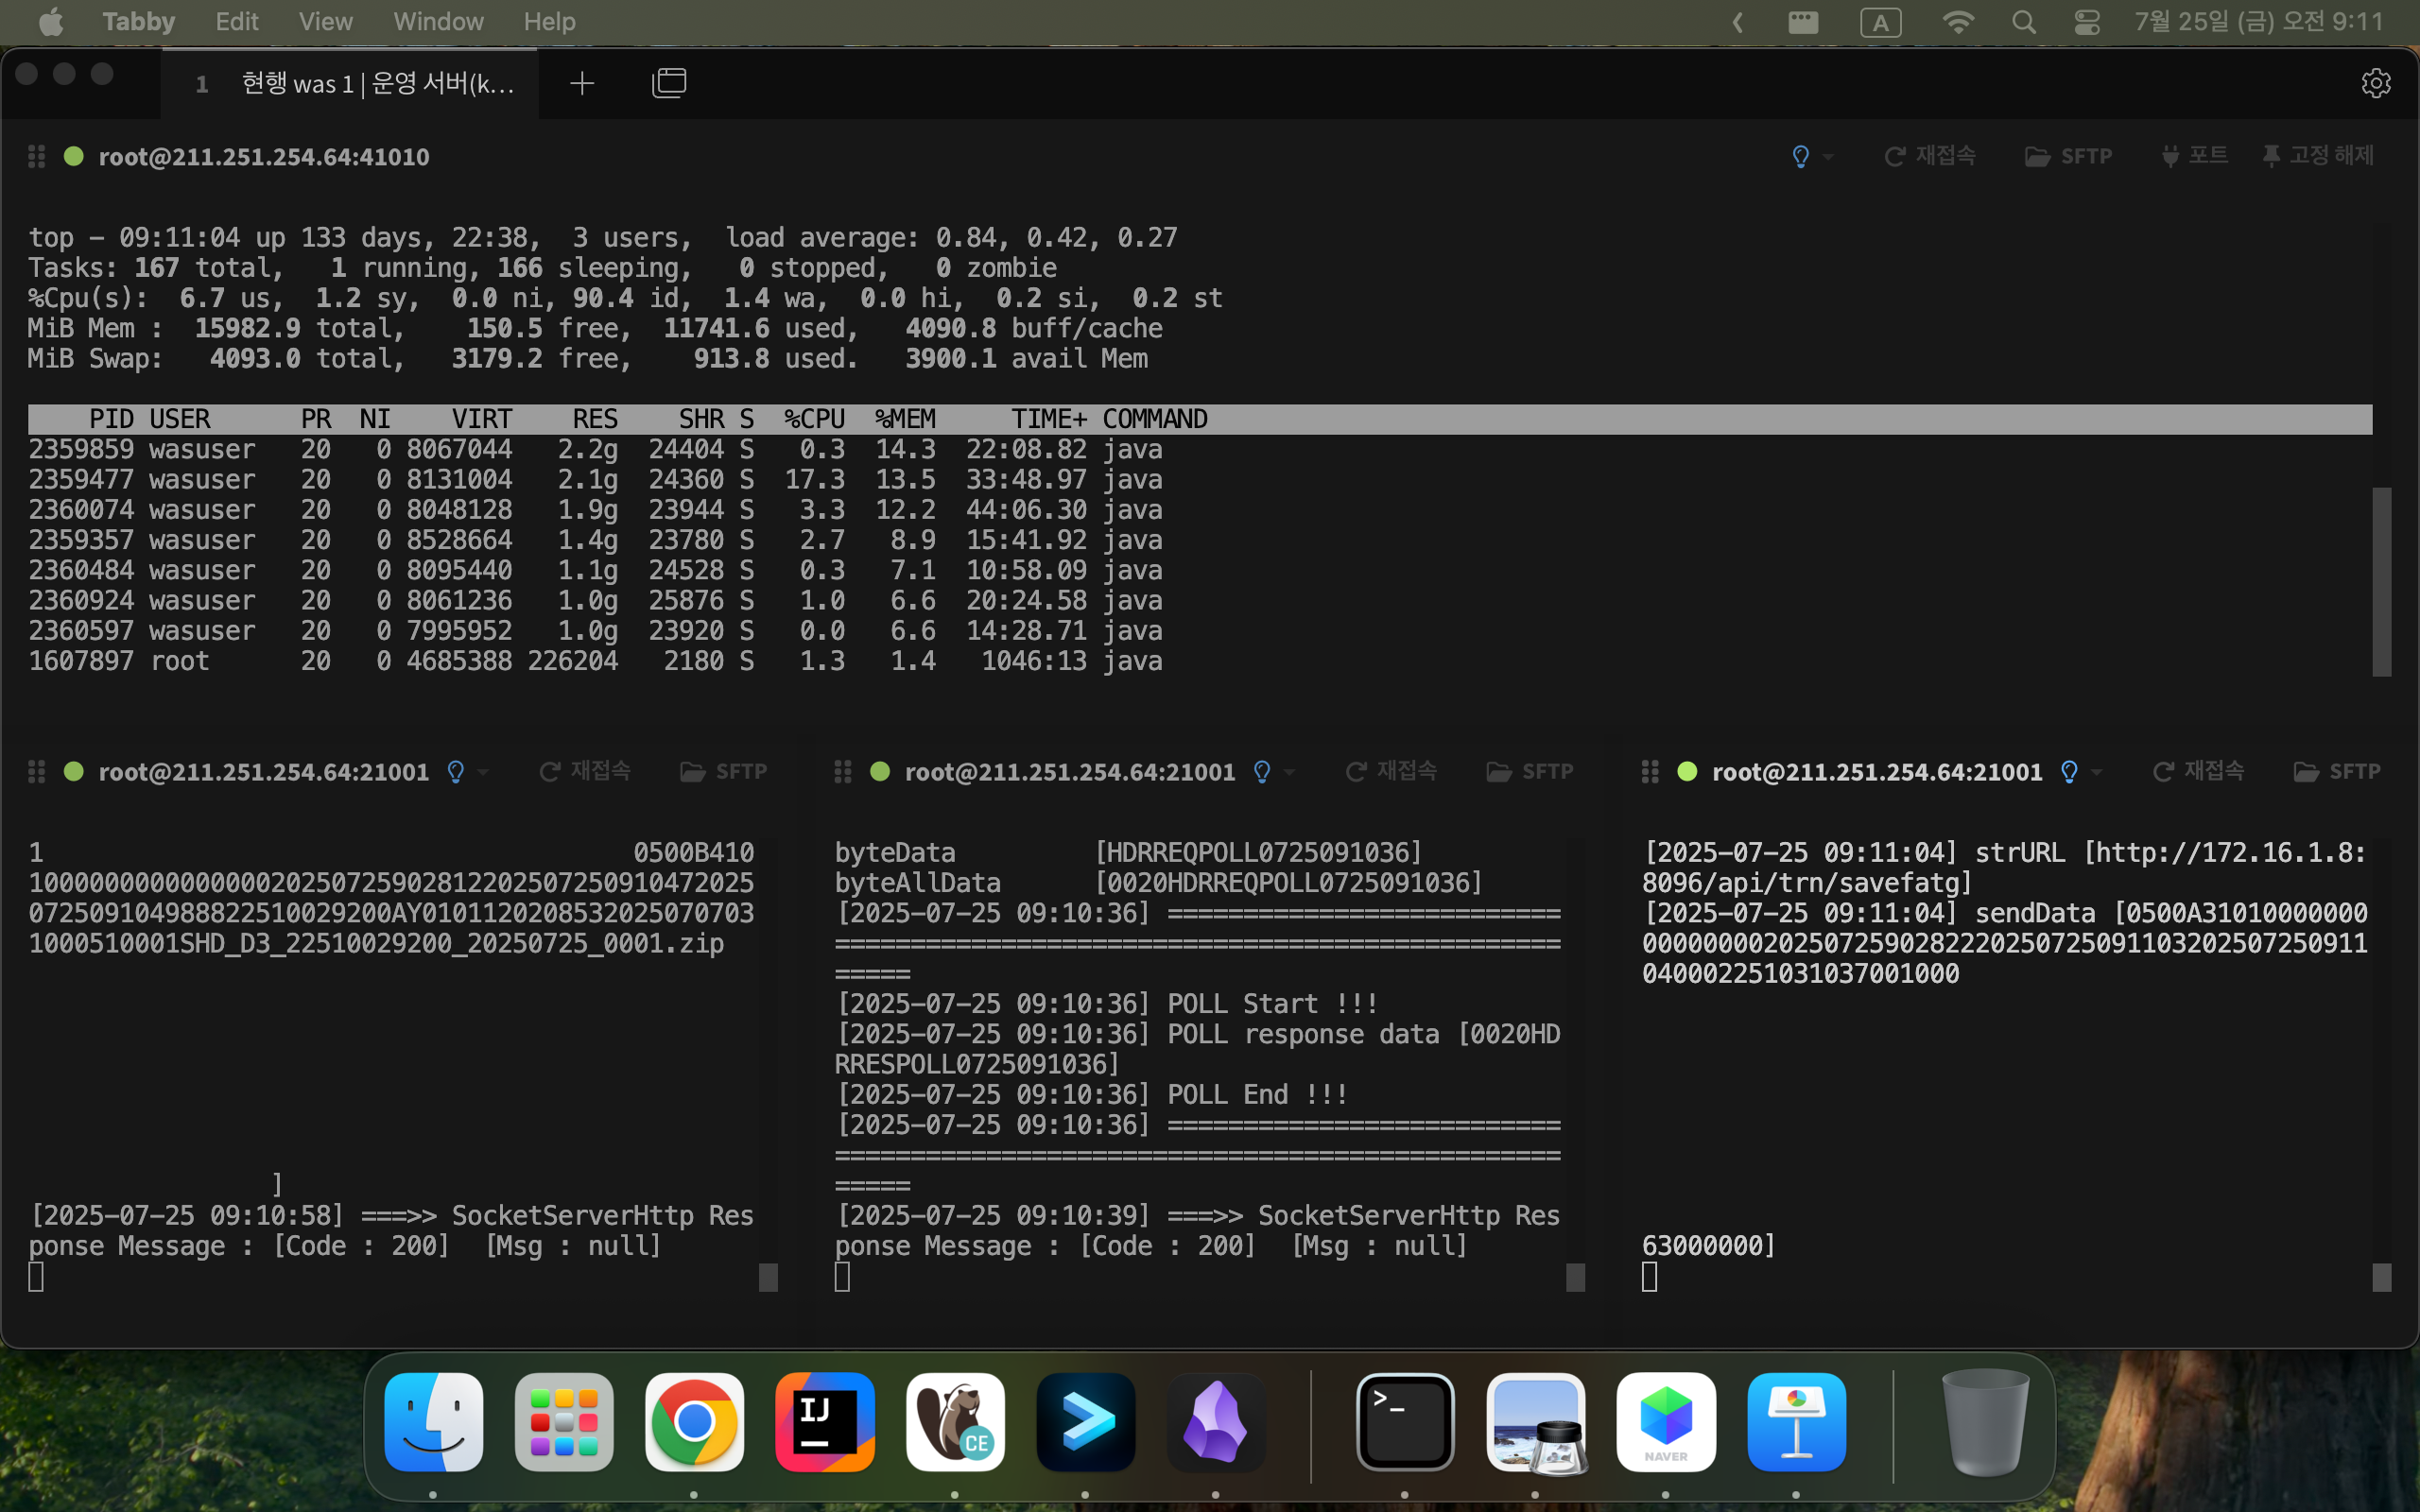 Tabby Edit View Window Help
A 7월 25일 (금) 오전 9:11
1 현행 was 1 | 운영 서버(k...
root@211.251.254.64:41010 재접속 SFTP 포트 고정 해제
top - 09:11:04 up 133 days, 22:38,  3 users,  load average: 0.84, 0.42, 0.27
Tasks: 167 total,   1 running, 166 sleeping,   0 stopped,   0 zombie
%Cpu(s):  6.7 us,  1.2 sy,  0.0 ni, 90.4 id,  1.4 wa,  0.0 hi,  0.2 si,  0.2 st
MiB Mem :  15982.9 total,    150.5 free,  11741.6 used,   4090.8 buff/cache
MiB Swap:   4093.0 total,   3179.2 free,    913.8 used.   3900.1 avail Mem
PID USER      PR  NI    VIRT    RES    SHR S  %CPU  %MEM     TIME+ COMMAND
2359859 wasuser   20   0 8067044   2.2g  24404 S   0.3  14.3  22:08.82 java
2359477 wasuser   20   0 8131004   2.1g  24360 S  17.3  13.5  33:48.97 java
2360074 wasuser   20   0 8048128   1.9g  23944 S   3.3  12.2  44:06.30 java
2359357 wasuser   20   0 8528664   1.4g  23780 S   2.7   8.9  15:41.92 java
2360484 wasuser   20   0 8095440   1.1g  24528 S   0.3   7.1  10:58.09 java
2360924 wasuser   20   0 8061236   1.0g  25876 S   1.0   6.6  20:24.58 java
2360597 wasuser   20   0 7995952   1.0g  23920 S   0.0   6.6  14:28.71 java
1607897 root      20   0 4685388 226204   2180 S   1.3   1.4   1046:13 java
root@211.251.254.64:21001 재접속 SFTP
1 0500B410
100000000000000020250725902812202507250910472025
072509104988822510029200AY0101120208532025070703
1000510001SHD_D3_22510029200_20250725_0001.zip
]
[2025-07-25 09:10:58] ===>> SocketServerHttp Res
ponse Message : [Code : 200]  [Msg : null]
root@211.251.254.64:21001 재접속 SFTP
byteData         [HDRREQPOLL0725091036]
byteAllData      [0020HDRREQPOLL0725091036]
[2025-07-25 09:10:36] ==========================
================================================
=====
[2025-07-25 09:10:36] POLL Start !!!
[2025-07-25 09:10:36] POLL response data [0020HD
RRESPOLL0725091036]
[2025-07-25 09:10:36] POLL End !!!
[2025-07-25 09:10:36] ==========================
================================================
=====
[2025-07-25 09:10:39] ===>> SocketServerHttp Res
ponse Message : [Code : 200]  [Msg : null]
root@211.251.254.64:21001 재접속 SFTP
[2025-07-25 09:11:04] strURL [http://172.16.1.8:
8096/api/trn/savefatg]
[2025-07-25 09:11:04] sendData [0500A31010000000
000000002025072590282220250725091103202507250911
040002251031037001000
63000000]
IJ
CE
>_
NAVER